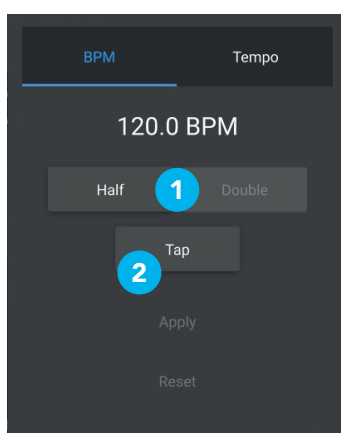 BPM Tempo
120.0 BPM
Half 1 Double
Tap
2
Apply
Reset